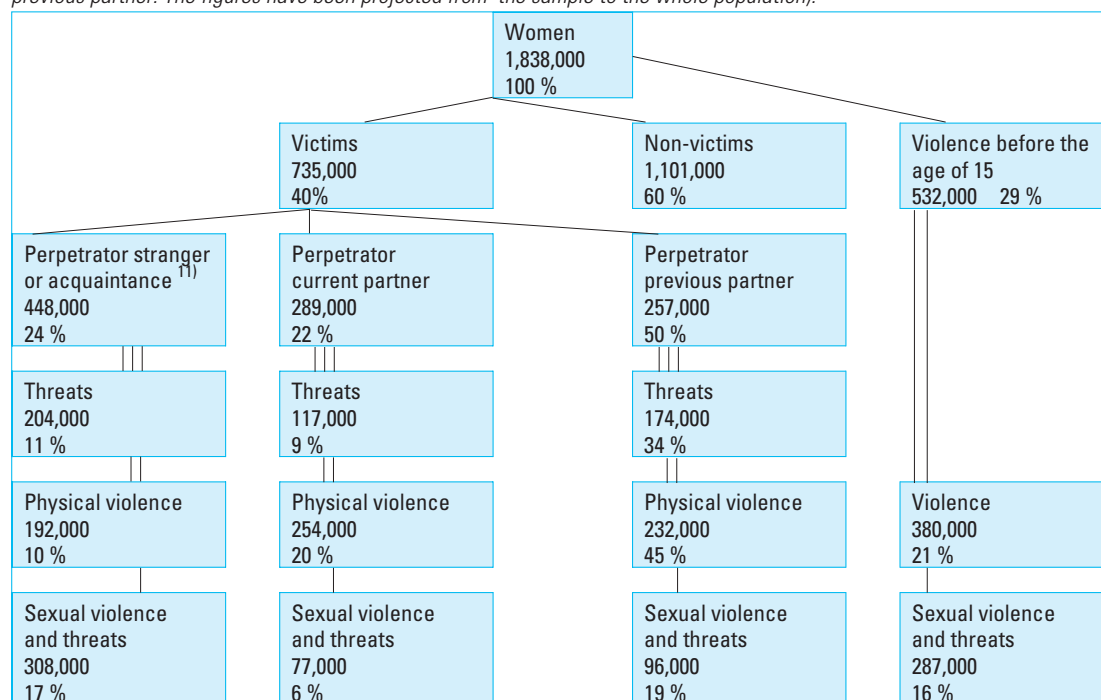 previous partner. The figures have been projected from the sample to the whole population).
Women
1,838,000
100 %
Victims
735,000
40%
Non-victims
1,101,000
60 %
Violence before the
age of 15
532,000 29 %
Perpetrator stranger
or acquaintance 11)
448,000
24 %
Perpetrator
current partner
289,000
22 %
Perpetrator
previous partner
257,000
50 %
Threats
204,000
11 %
Threats
117,000
9 %
Threats
174,000
34 %
Physical violence
192,000
10 %
Physical violence
254,000
20 %
Physical violence
232,000
45 %
Violence
380,000
21 %
Sexual violence
and threats
308,000
17 %
Sexual violence
and threats
77,000
6 %
Sexual violence
and threats
96,000
19 %
Sexual violence
and threats
287,000
16 %